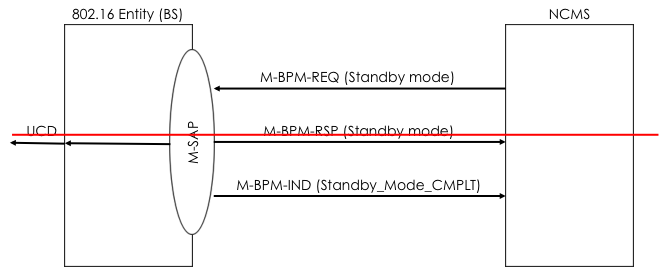 802.16 Entity (BS)
NCMS
M-BPM-REQ (Standby mode)
UCD
M-SAP
M-BPM-RSP (Standby mode)
M-BPM-IND (Standby_Mode_CMPLT)